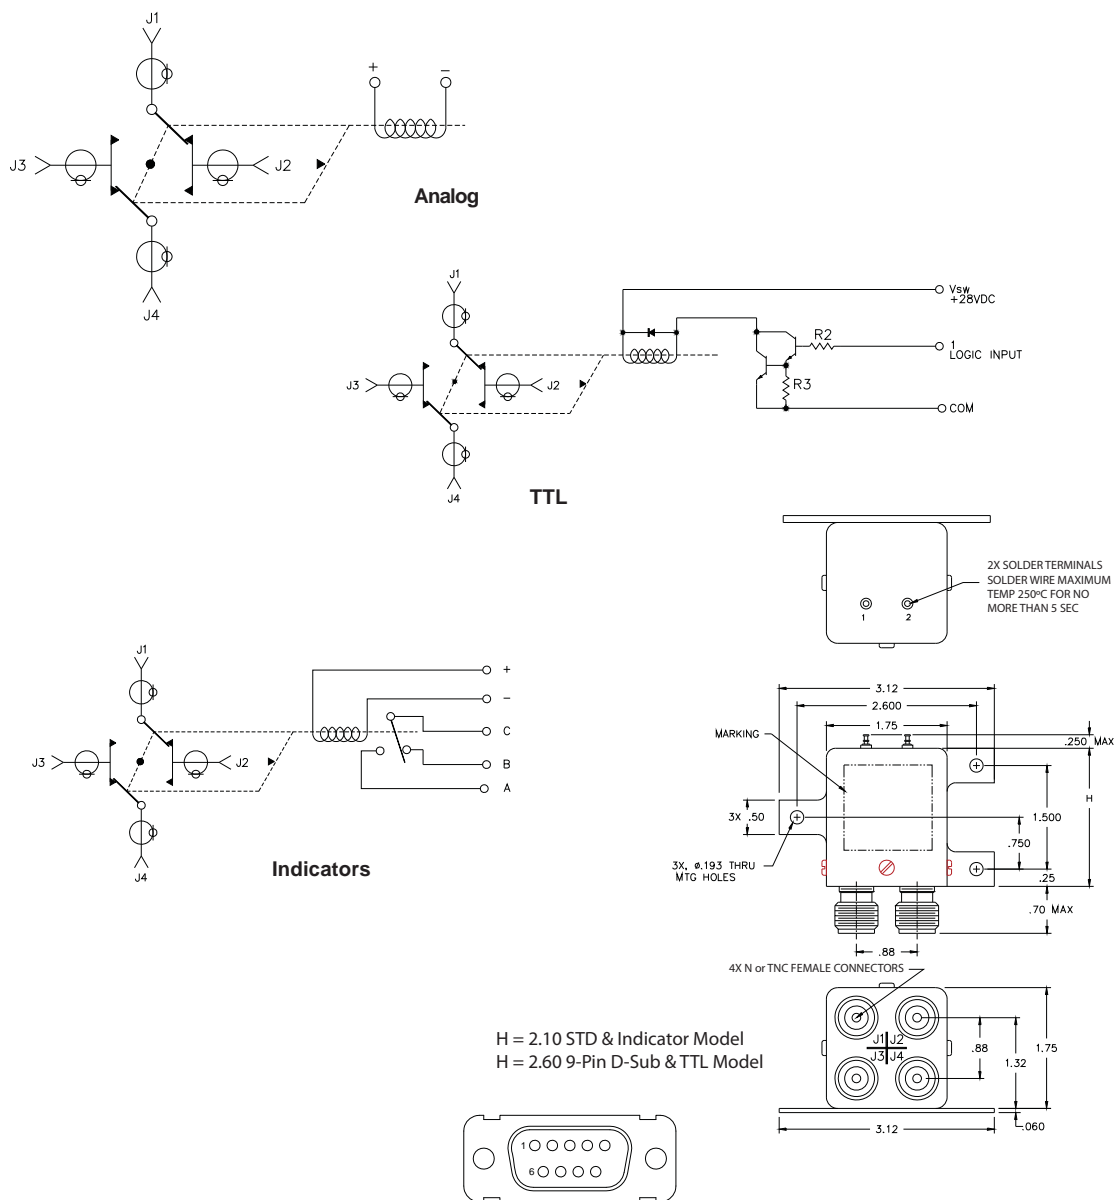 J1
+ -
J3
J2
Analog
J4
J1
Vsw
+28VDC
R2
1
LOGIC INPUT
J3
J2
R3
COM
J4
TTL
2X SOLDER TERMINALS
SOLDER WIRE MAXIMUM
TEMP 250ºC FOR NO
MORE THAN 5 SEC
1 2
J1
+
-
C
J3
J2
B
A
J4
Indicators
3.12
2.600
1.75
MARKING
.250 MAX
H
3X .50
1.500
.750
3X, ø.193 THRU
MTG HOLES
.25
.70 MAX
.88
4X N or TNC FEMALE CONNECTORS
J1 J2
J3 J4
.88
1.32
1.75
.060
3.12
H = 2.10 STD & Indicator Model
H = 2.60 9-Pin D-Sub & TTL Model
1
6